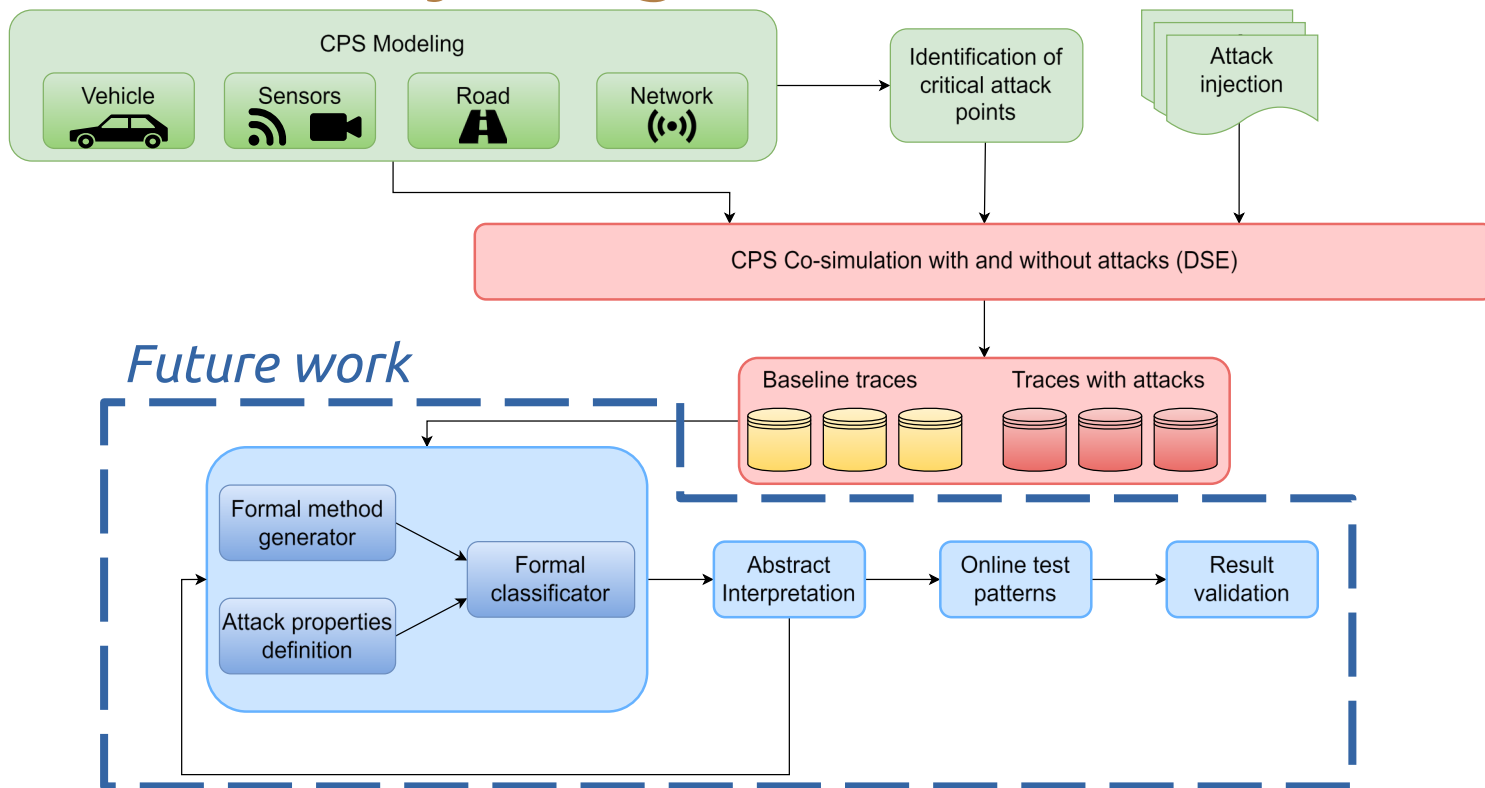 CPS Modeling
Vehicle
Sensors
Road
Network
Identification of
critical attack
points
Attack
injection
CPS Co-simulation with and without attacks (DSE)
Future work
Baseline traces
Traces with attacks
Formal method
generator
Attack properties
definition
Formal
classificator
Abstract
Interpretation
Online test
patterns
Result
validation